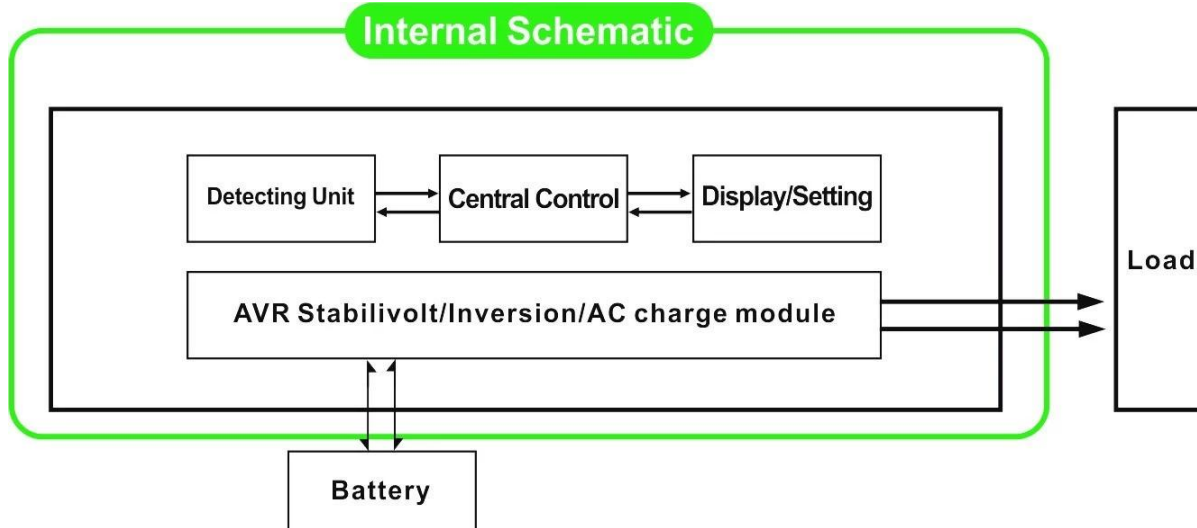 Internal Schematic
Detecting Unit
Central Control
Display/Setting
Load
AVR Stabilivolt/Inversion/AC charge module
Battery